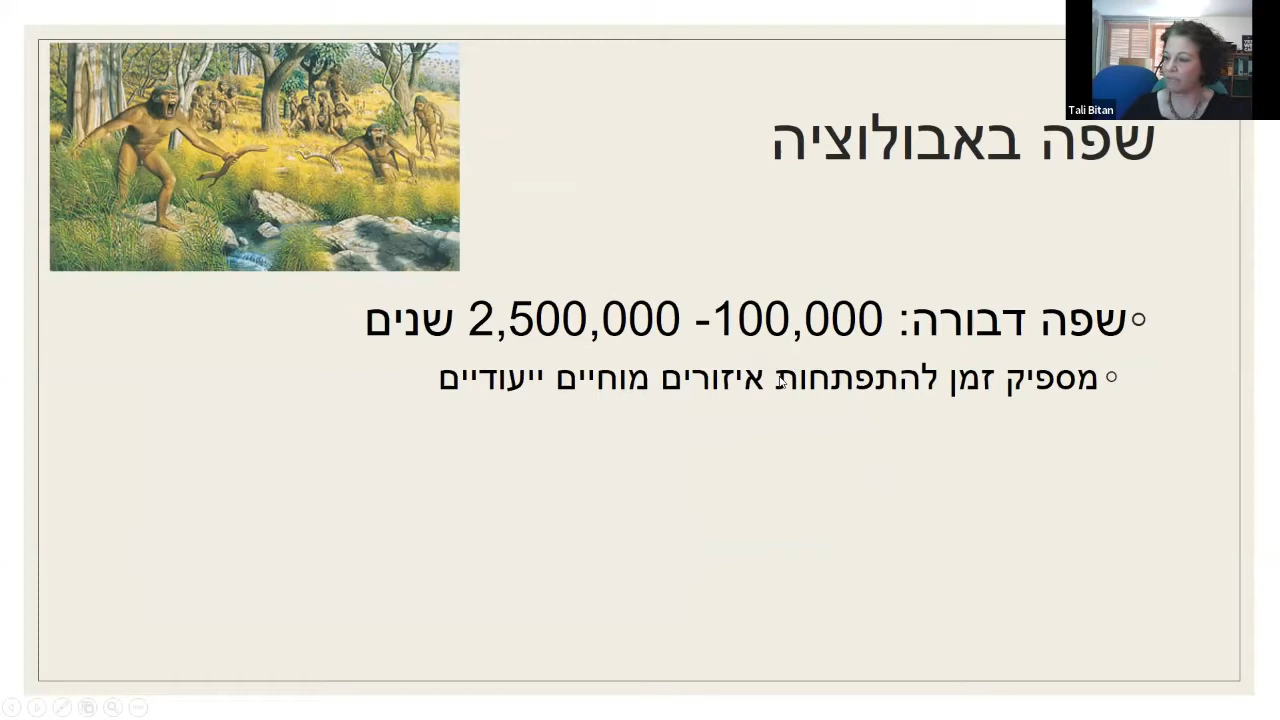 Tali Bitan
שפה באבולוציה
שפה דבורה: 100,000- 2,500,000 שנים
מספיק זמן להתפתחות איזורים מוחיים ייעודיים